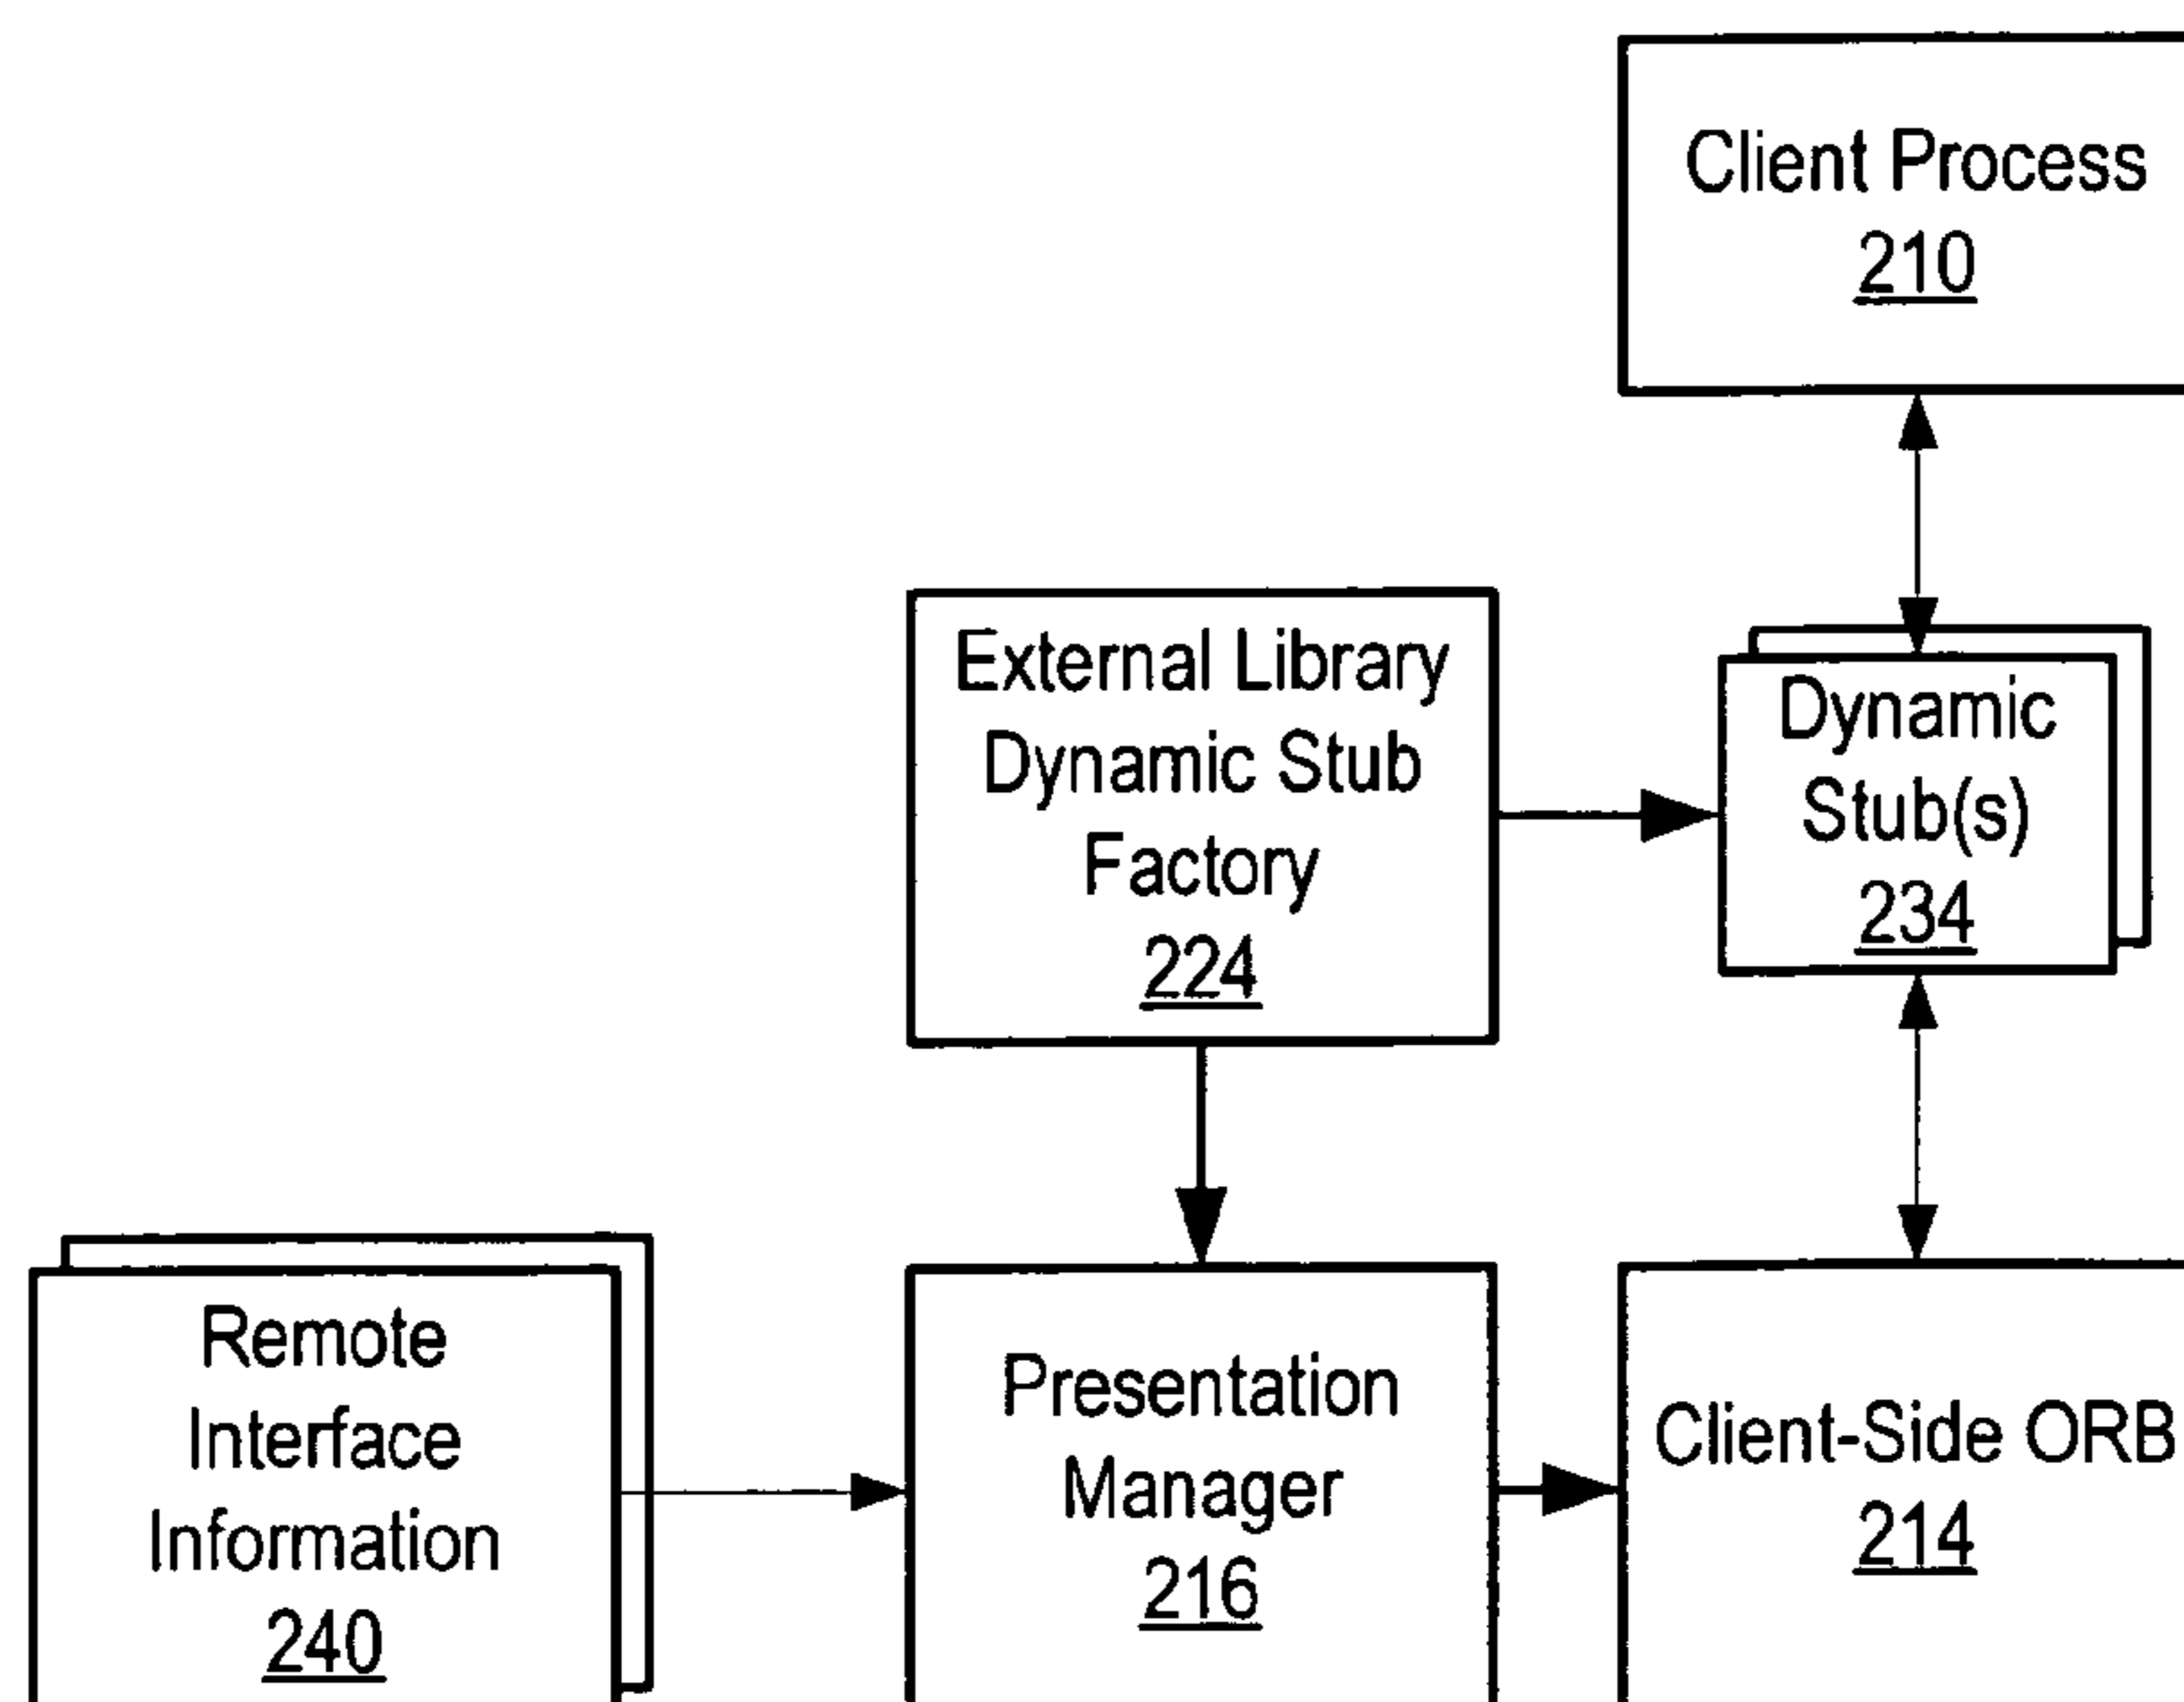 Client Process
210
External Library
Dynamic Stub
Factory
224
Dynamic
Stub(s)
234
Remote
Interface
Information
240
Presentation
Manager
216
Client-Side ORB
214